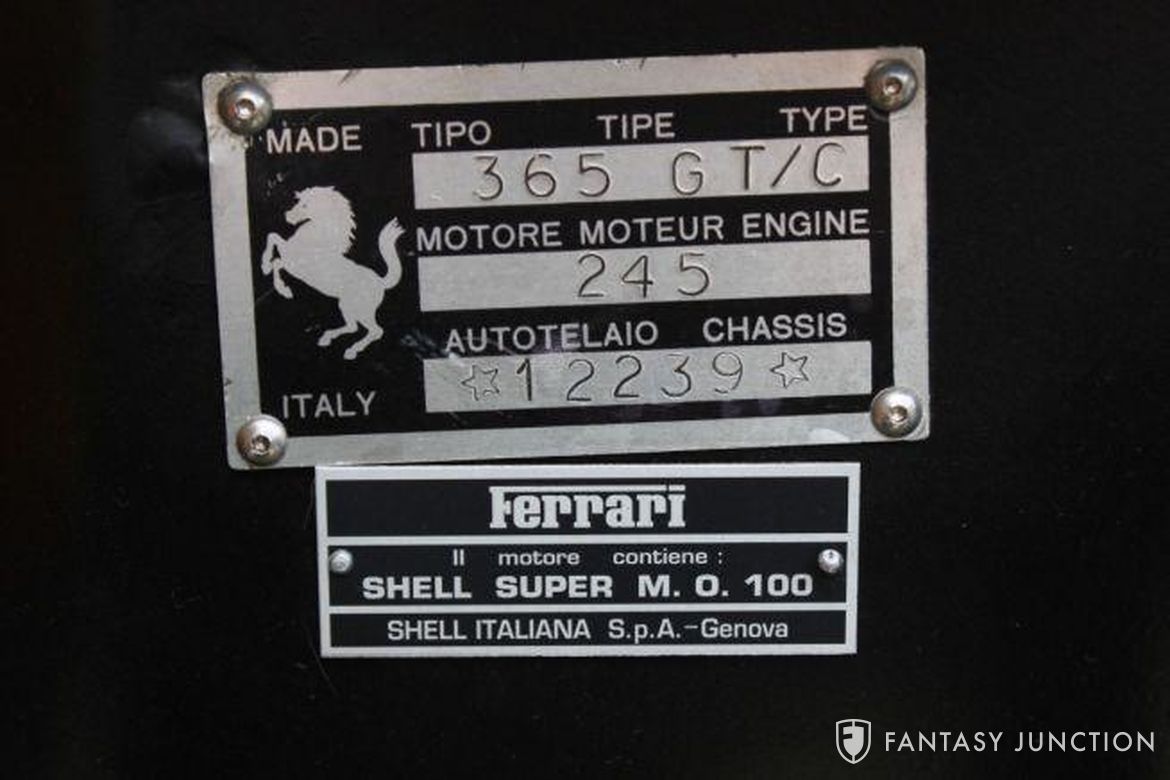 MADE
TIPO TIPE TYPE
365 GT/C
MOTORE MOTEUR ENGINE
245
AUTOTELAIO CHASSIS
☆12239☆
ITALY
Ferrari
Il motore contiene :
SHELL SUPER M. O. 100
SHELL ITALIANA S.p.A.-Genova
FANTASY JUNCTION